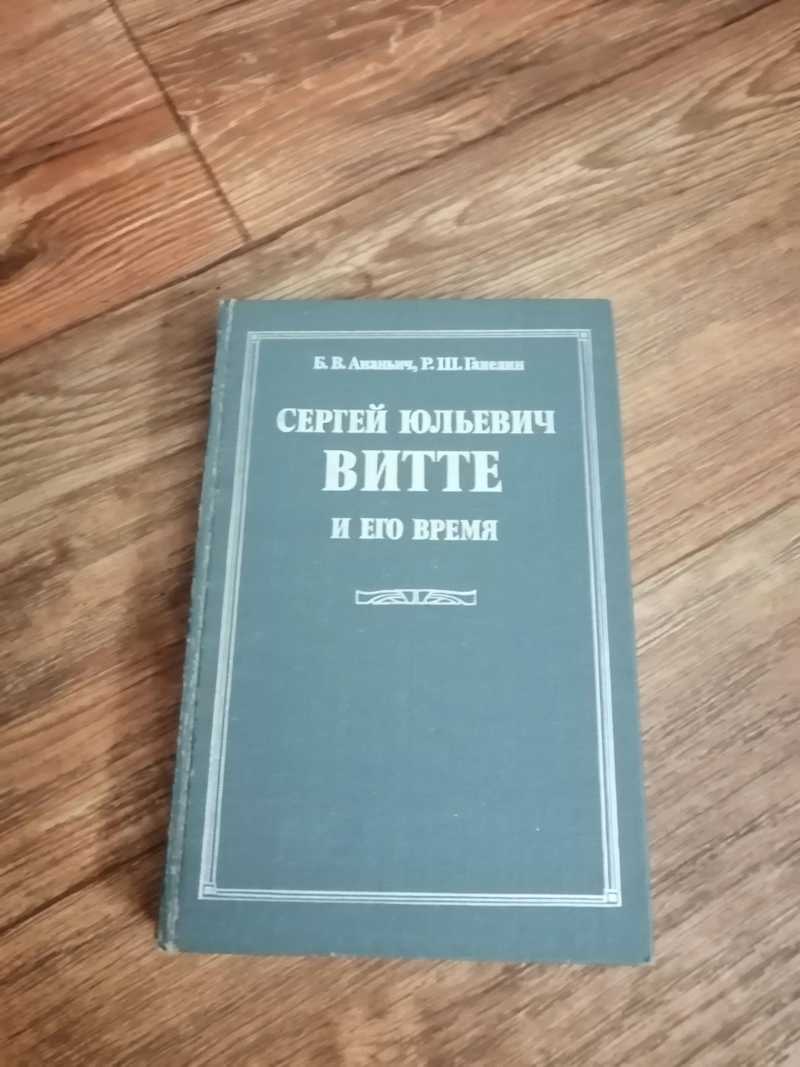 Б. В. Ананьич, Р. Ш. Ганелин
СЕРГЕЙ ЮЛЬЕВИЧ
ВИТТЕ
И ЕГО ВРЕМЯ